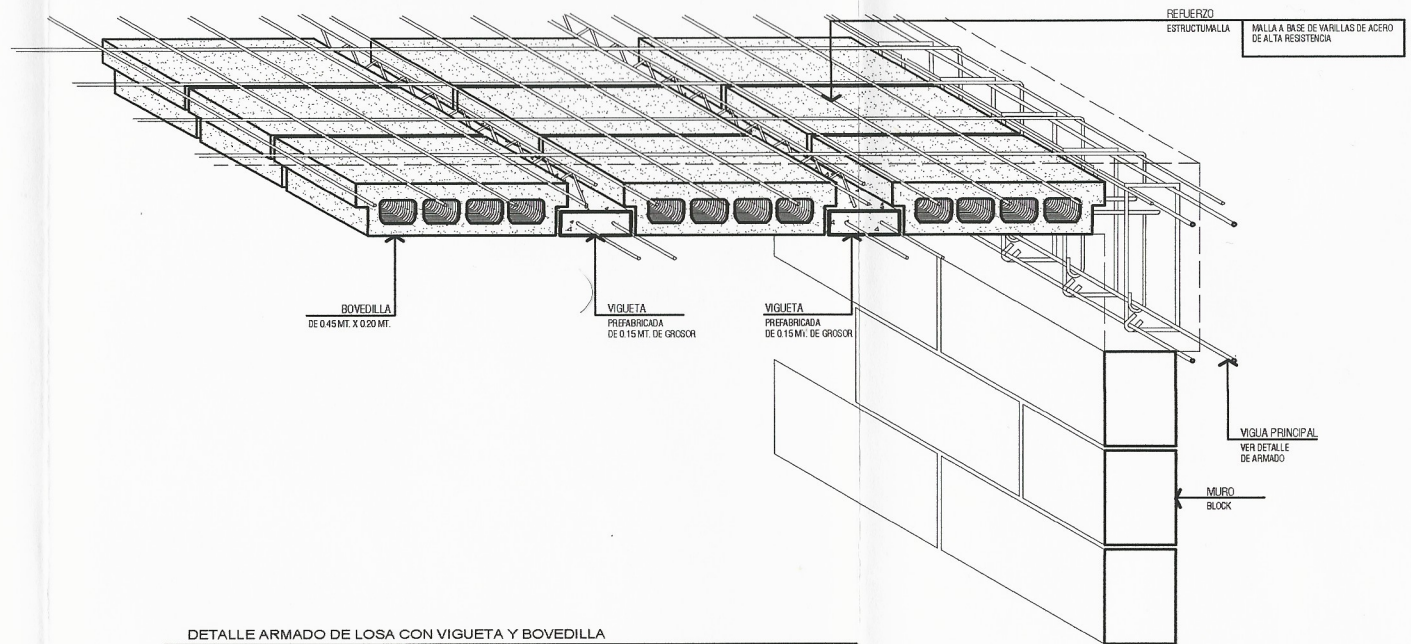 REFUERZO
ESTRUCTUMALLA
MALLA A BASE DE VARILLAS DE ACERO
DE ALTA RESISTENCIA
BOVEDILLA
DE 0.45 MT. X 0.20 MT.
VIGUETA
PREFABRICADA
DE 0.15 MT. DE GROSOR
VIGUETA
PREFABRICADA
DE 0.15 MT. DE GROSOR
VIGUA PRINCIPAL
VER DETALLE
DE ARMADO
MURO
BLOCK
DETALLE ARMADO DE LOSA CON VIGUETA Y BOVEDILLA